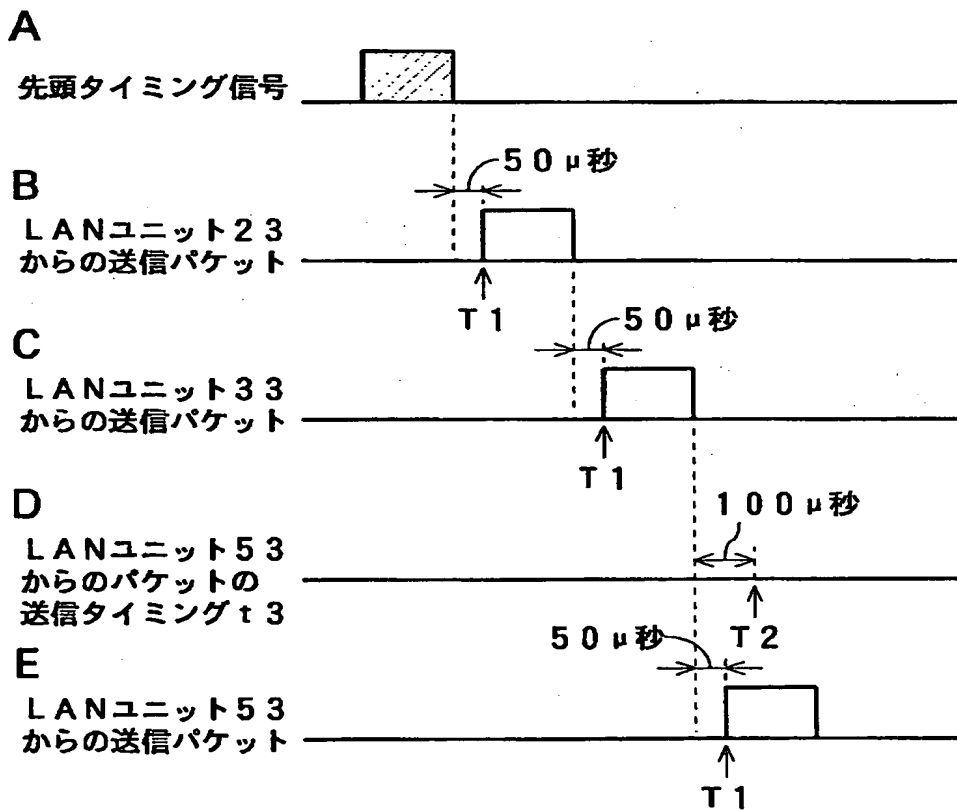 A
先頭タイミング信号
50μ秒
B
LANユニット23
からの送信パケット
T1
50μ秒
C
LANユニット33
からの送信パケット
T1
D
100μ秒
LANユニット53
からのパケットの
送信タイミングt3
T2
50μ秒
E
LANユニット53
からの送信パケット
T1